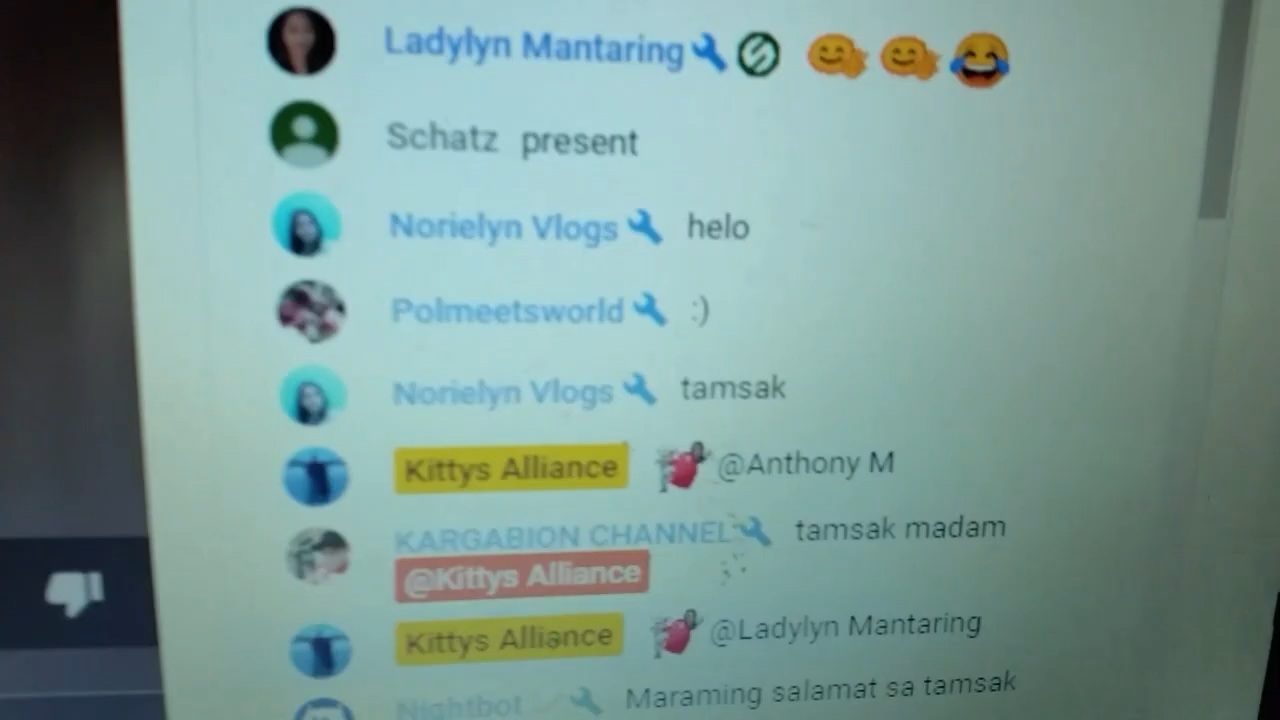 Ladylyn Mantaring
Schatz present
Norielyn Vlogs helo
Polmeetsworld :)
Norielyn Vlogs tamsak
Kittys Alliance @Anthony M
KARGABION CHANNEL tamsak madam
@Kittys Alliance
Kittys Alliance @Ladylyn Mantaring
Nightbot Maraming salamat sa tamsak